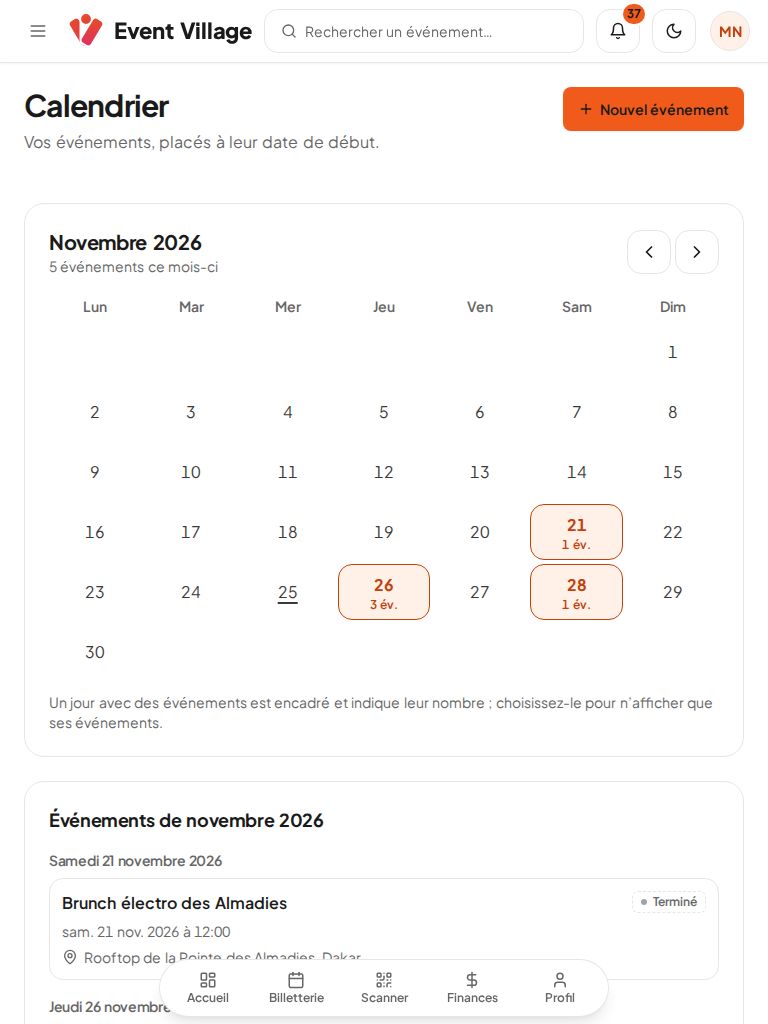 Event Village
Rechercher un événement…
37
MN
Calendrier
Nouvel événement
Vos événements, placés à leur date de début.
Novembre 2026
5 événements ce mois-ci
Lun Mar Mer Jeu Ven Sam Dim
1
2 3 4 5 6 7 8
9 10 11 12 13 14 15
16 17 18 19 20 21 22
1 év.
23 24 25 26 27 28 29
3 év. 1 év.
30
Un jour avec des événements est encadré et indique leur nombre ; choisissez-le pour n’afficher que
ses événements.
Événements de novembre 2026
Samedi 21 novembre 2026
Brunch électro des Almadies
Terminé
sam. 21 nov. 2026 à 12:00
Rooftop de la Pointe des Almadies, Dakar
Jeudi 26 novembre
Accueil Billetterie Scanner Finances Profil